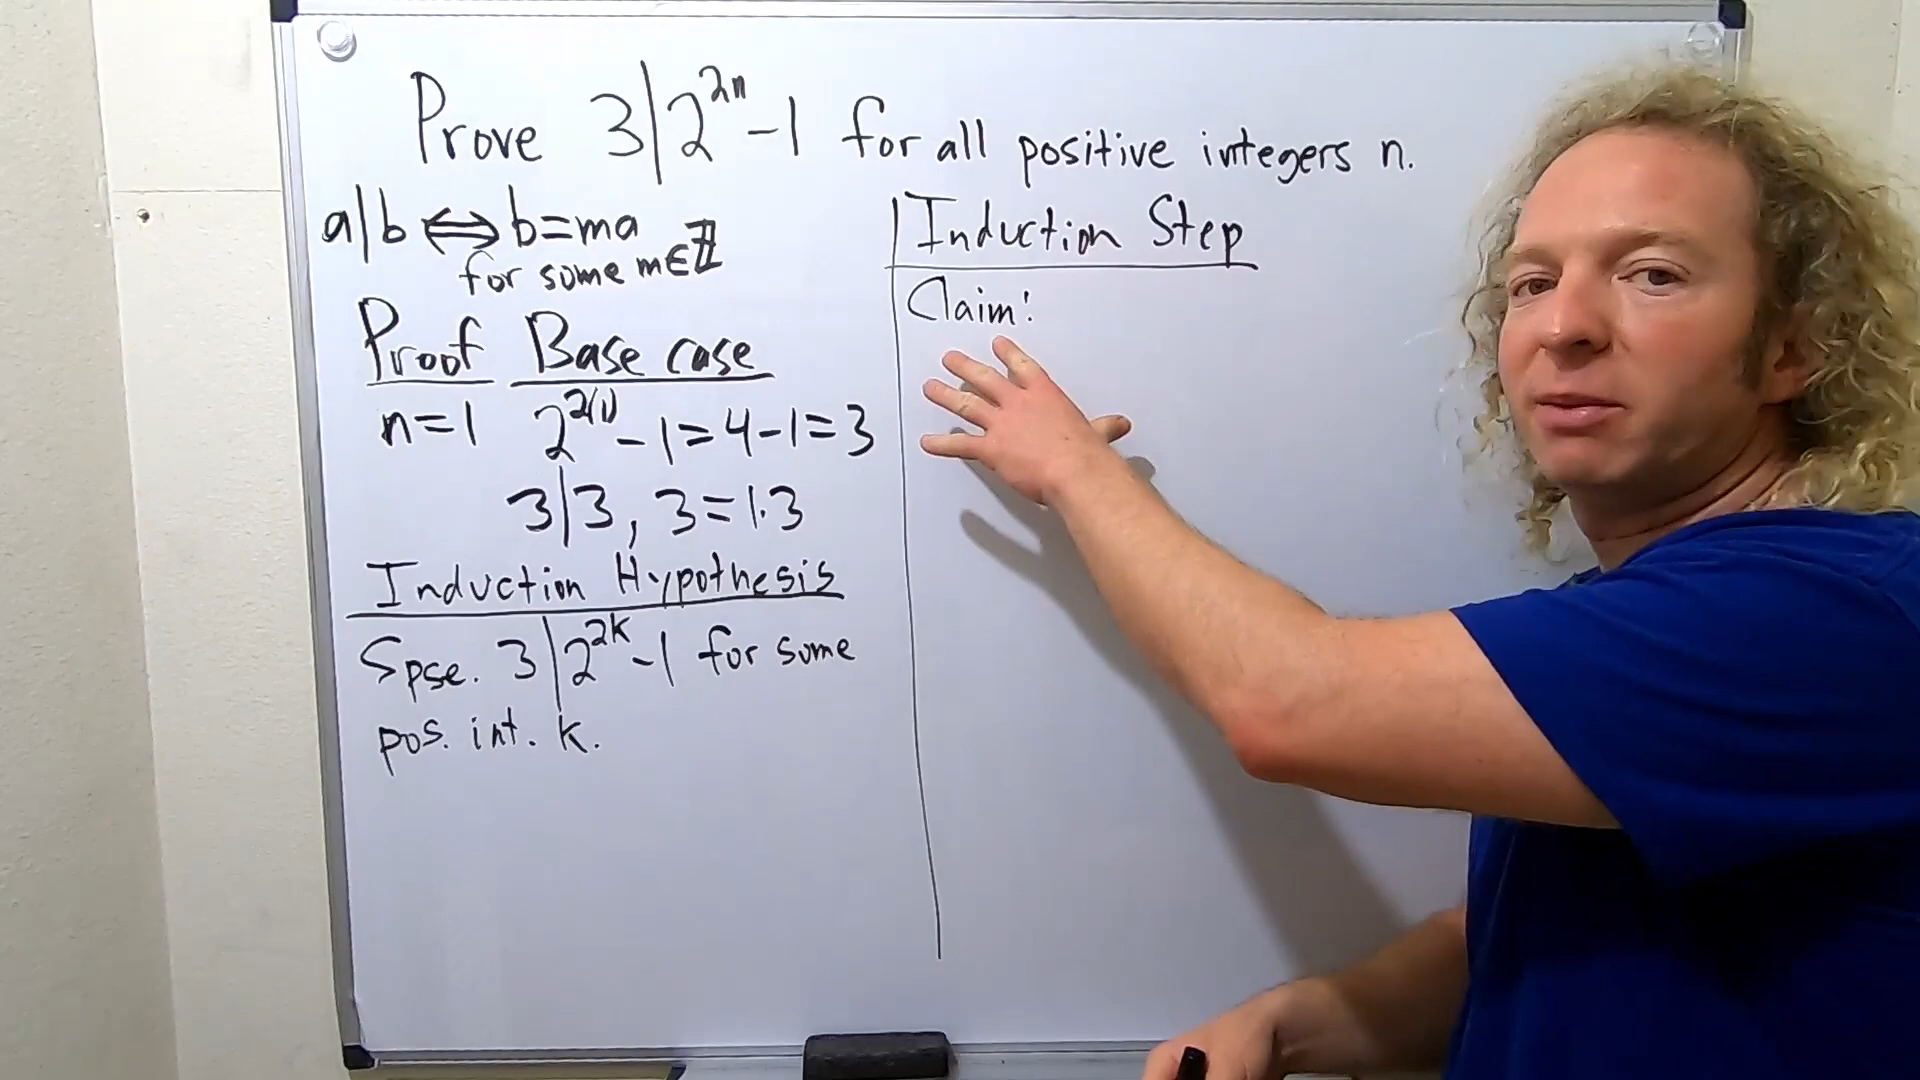 Prove 3|2^{2n}-1 for all positive integers n.
a|b ⟺ b=ma
for some m∈ℤ
Proof Base case
n=1 2^{2(1)}-1=4-1=3
3|3, 3=1·3
Induction Hypothesis
Spse. 3|2^{2k}-1 for some
pos. int. k.
Induction Step
Claim: